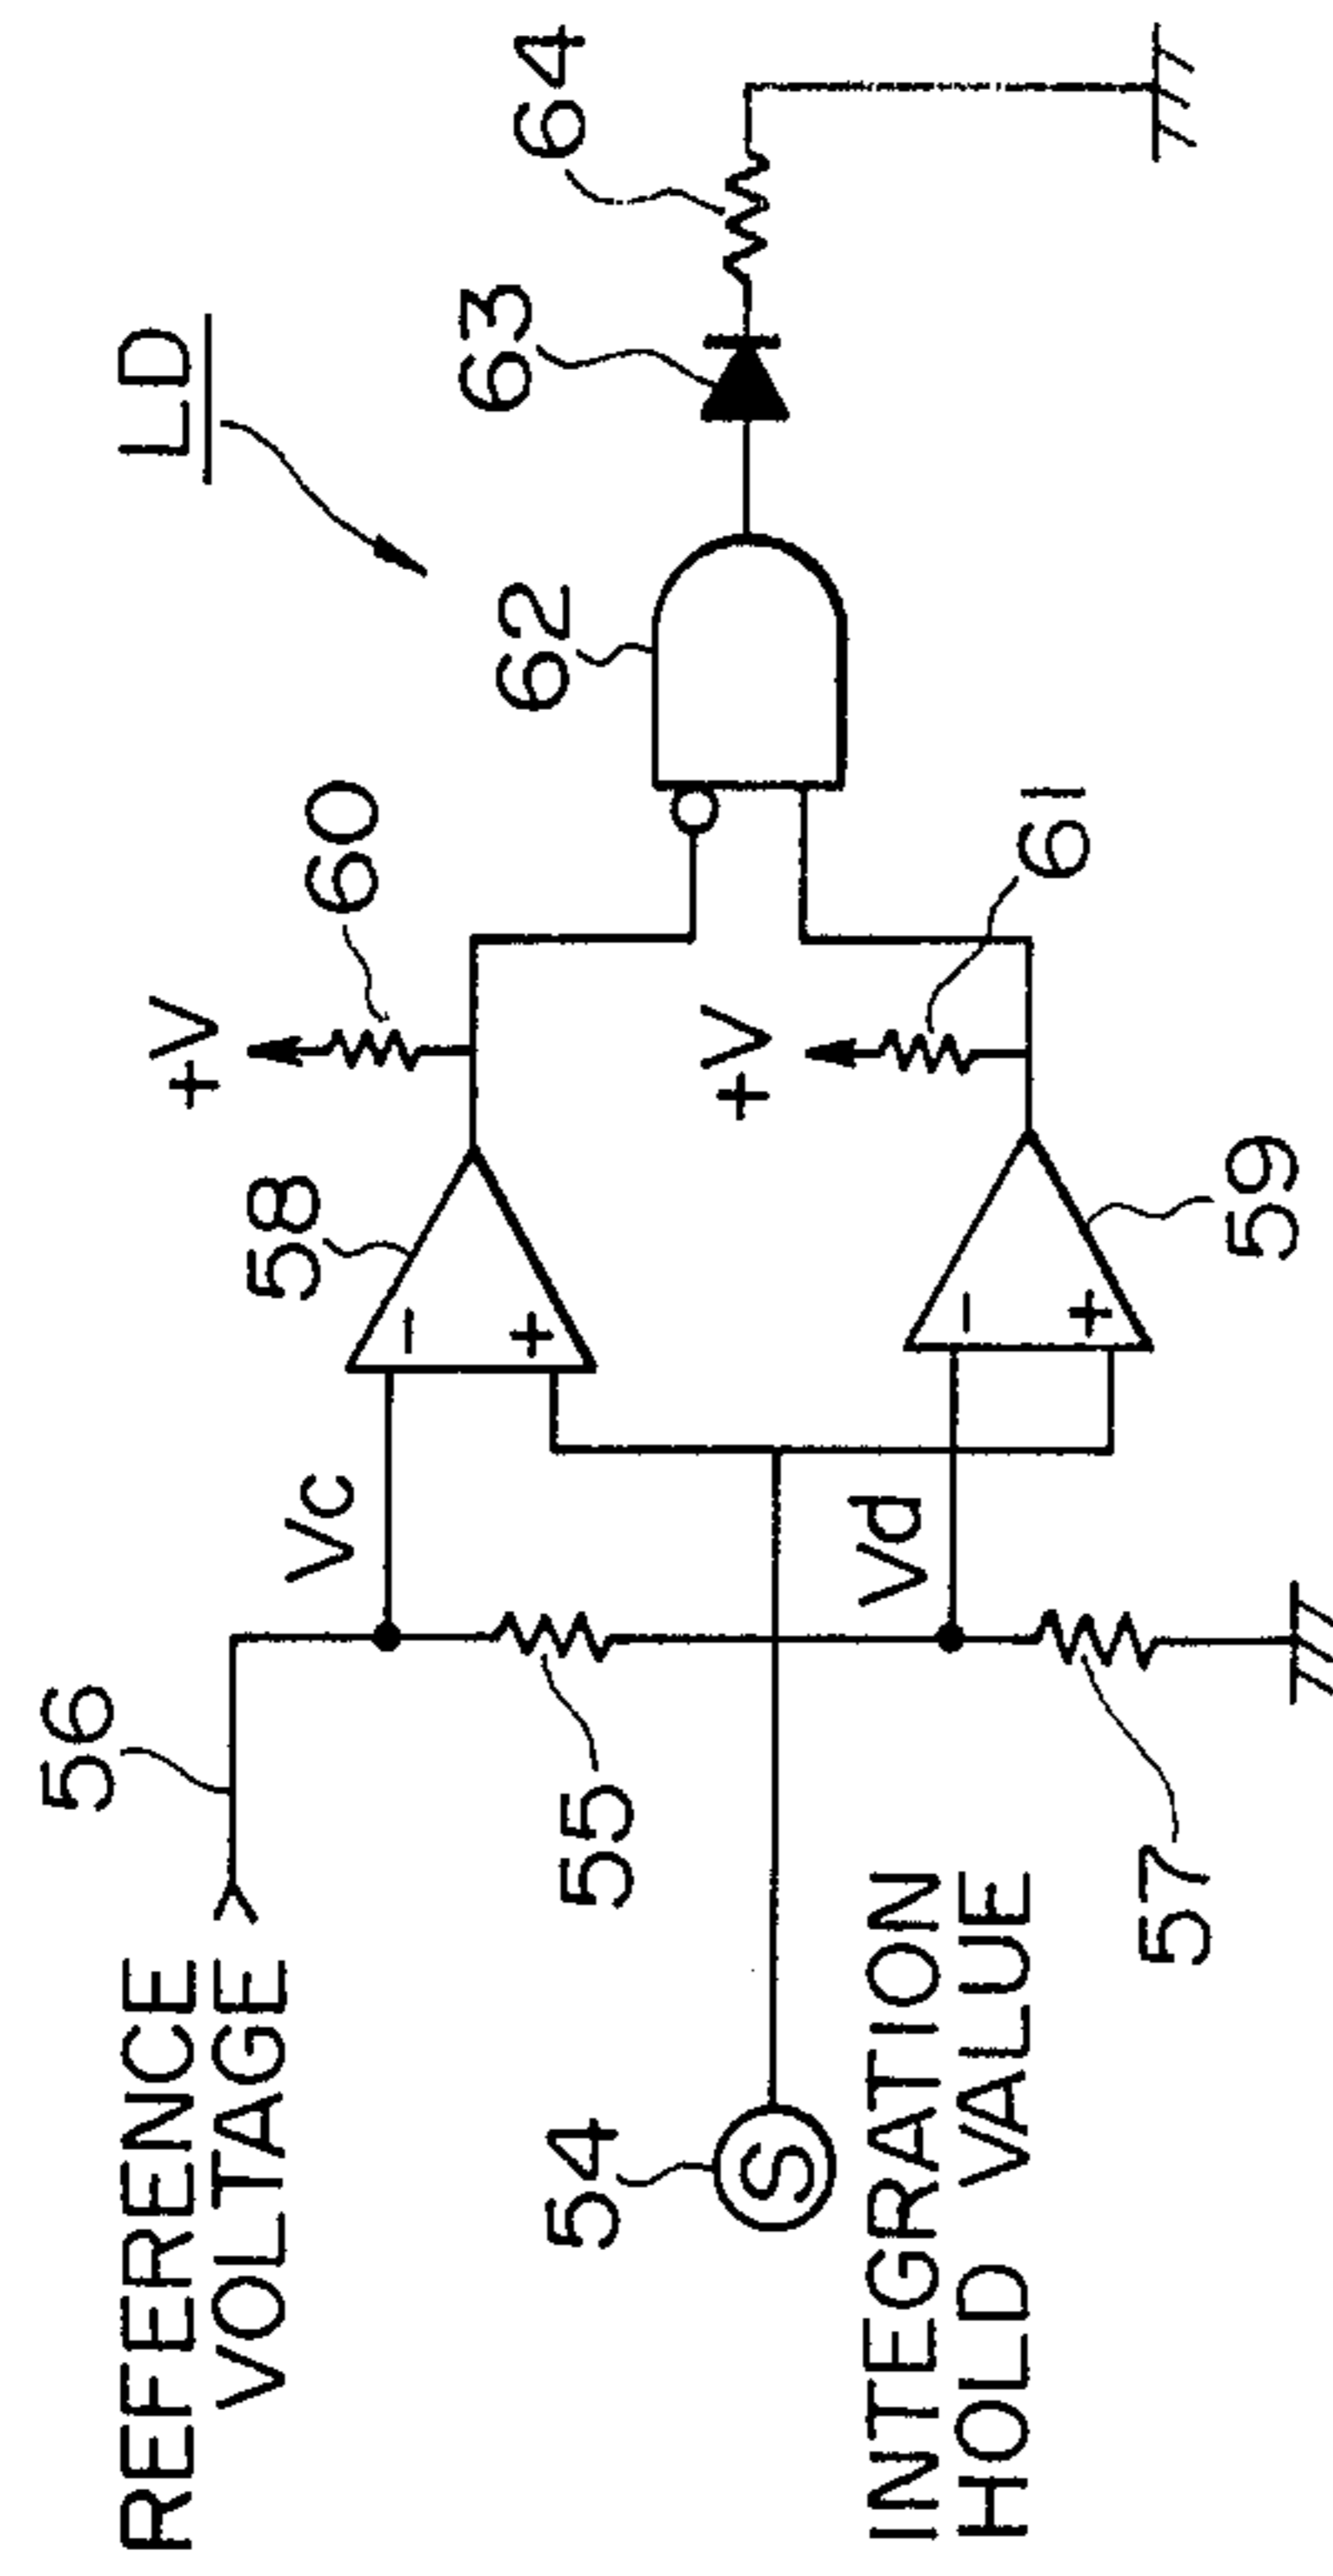 LD
REFERENCE
VOLTAGE
56
Vc
58
+V
60
62
63
64
55
54
S
INTEGRATION
HOLD VALUE
Vd
57
59
+V
61
−
+
−
+